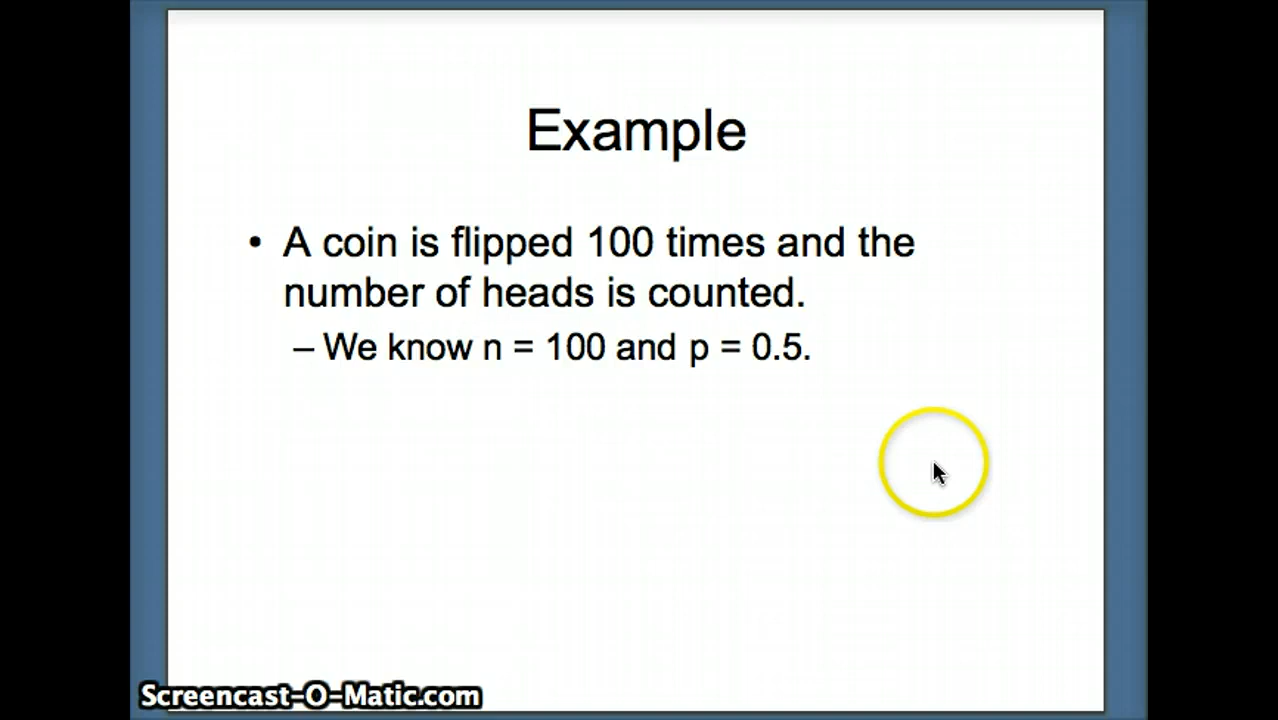 Example
• A coin is flipped 100 times and the
number of heads is counted.
– We know n = 100 and p = 0.5.
Screencast-O-Matic.com